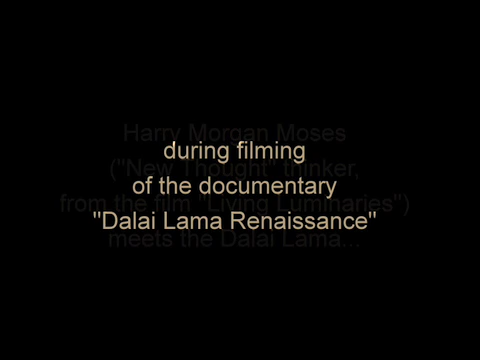 Harry Morgan Moses
during filming
("New Thought" thinker,
of the documentary
from the film "Living Luminaries")
"Dalai Lama Renaissance"
meets the Dalai Lama...